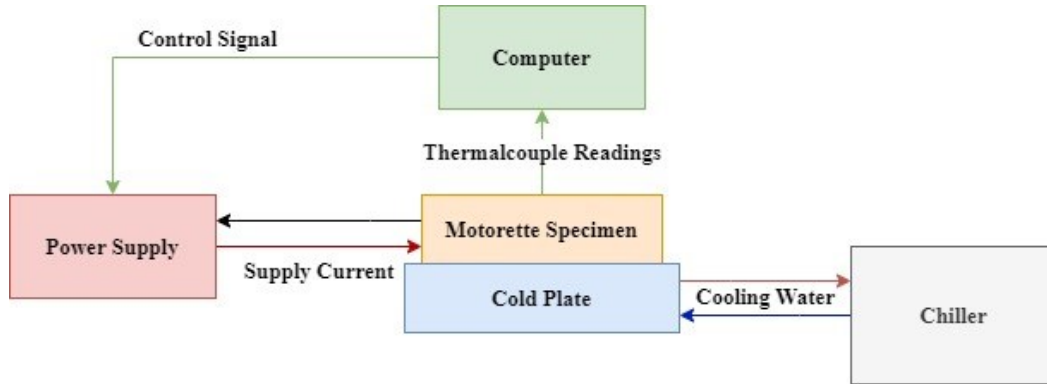 Control Signal
Computer
Thermalcouple Readings
Power Supply
Motorette Specimen
Supply Current
Cold Plate
Cooling Water
Chiller